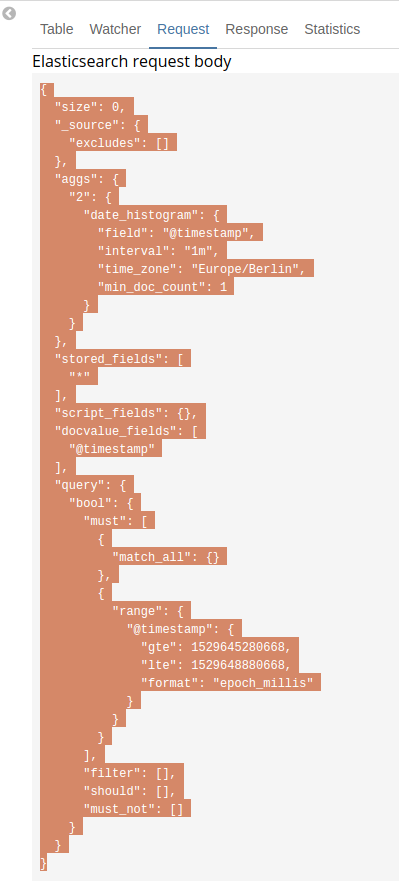 Table Watcher Request Response Statistics
Elasticsearch request body
{
  "size": 0,
  "_source": {
    "excludes": []
  },
  "aggs": {
    "2": {
      "date_histogram": {
        "field": "@timestamp",
        "interval": "1m",
        "time_zone": "Europe/Berlin",
        "min_doc_count": 1
      }
    }
  },
  "stored_fields": [
    "*"
  ],
  "script_fields": {},
  "docvalue_fields": [
    "@timestamp"
  ],
  "query": {
    "bool": {
      "must": [
        {
          "match_all": {}
        },
        {
          "range": {
            "@timestamp": {
              "gte": 1529645280668,
              "lte": 1529648880668,
              "format": "epoch_millis"
            }
          }
        }
      ],
      "filter": [],
      "should": [],
      "must_not": []
    }
  }
}